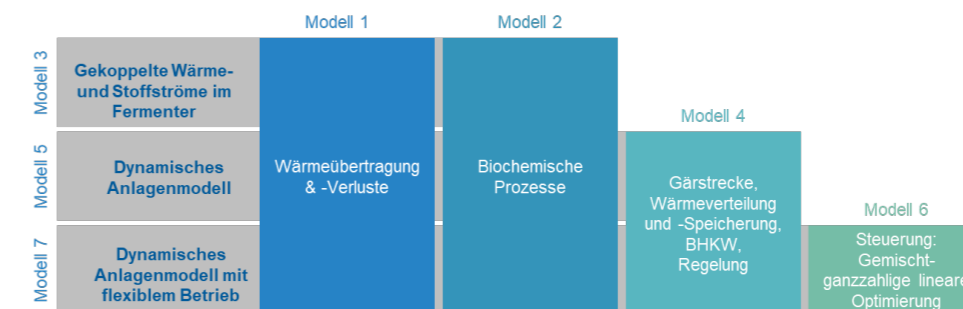 Modell 1
Modell 2
Modell 3
Gekoppelte Wärme-
und Stoffströme im
Fermenter
Modell 4
Modell 5
Dynamisches
Anlagenmodell
Wärmeübertragung
& -Verluste
Biochemische
Prozesse
Gärstrecke,
Wärmeverteilung
und -Speicherung,
BHKW,
Regelung
Modell 6
Modell 7
Dynamisches
Anlagenmodell mit
flexiblem Betrieb
Steuerung:
Gemischt-
ganzzahlige lineare
Optimierung